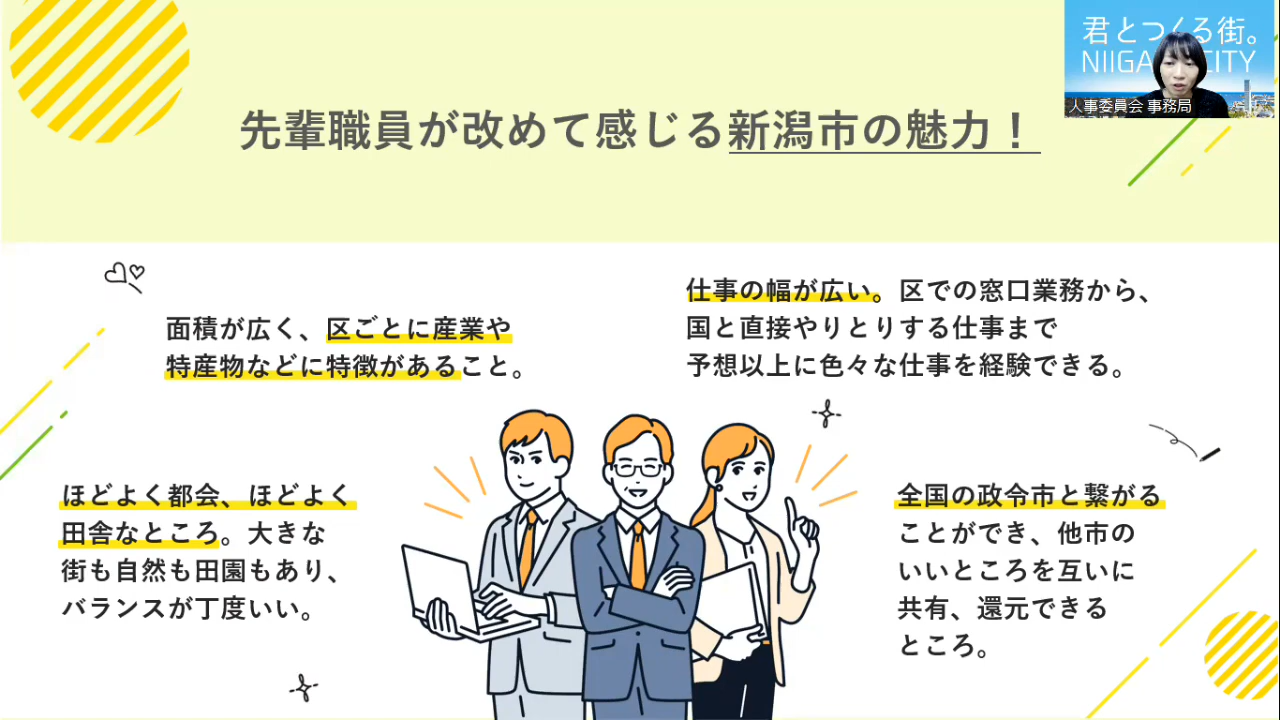 君とつくる街。
NIIGATA CITY
人事委員会 事務局
先輩職員が改めて感じる新潟市の魅力！
面積が広く、区ごとに産業や
特産物などに特徴があること。
仕事の幅が広い。区での窓口業務から、
国と直接やりとりする仕事まで
予想以上に色々な仕事を経験できる。
ほどよく都会、ほどよく
田舎なところ。大きな
街も自然も田園もあり、
バランスが丁度いい。
全国の政令市と繋がる
ことができ、他市の
いいところを互いに
共有、還元できる
ところ。